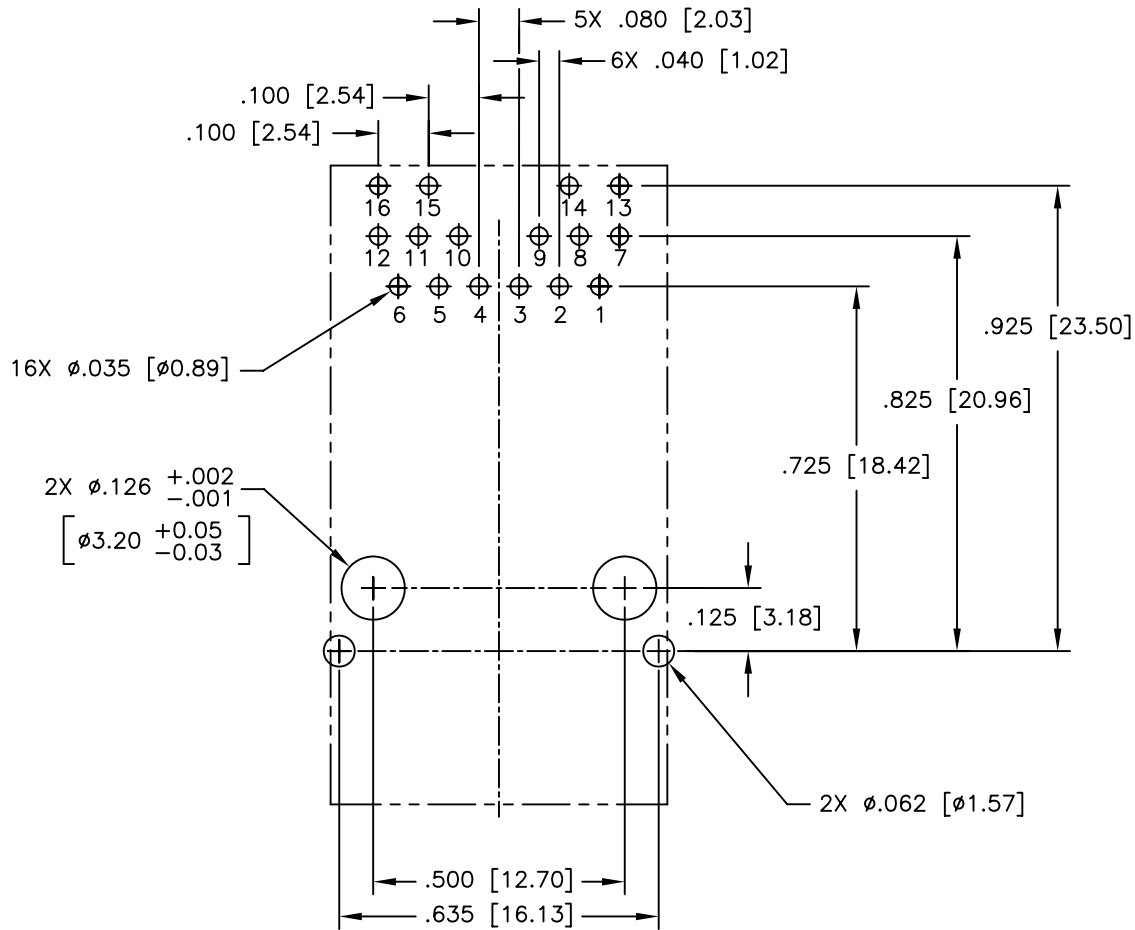 5X .080 [2.03]
6X .040 [1.02]
.100 [2.54]
.100 [2.54]
16 15 14 13
12 11 10 9 8 7
6 5 4 3 2 1
.925 [23.50]
16X ø.035 [ø0.89]
.825 [20.96]
.725 [18.42]
2X ø.126 +.002
-.001
[ø3.20 +0.05
-0.03]
.125 [3.18]
2X ø.062 [ø1.57]
.500 [12.70]
.635 [16.13]